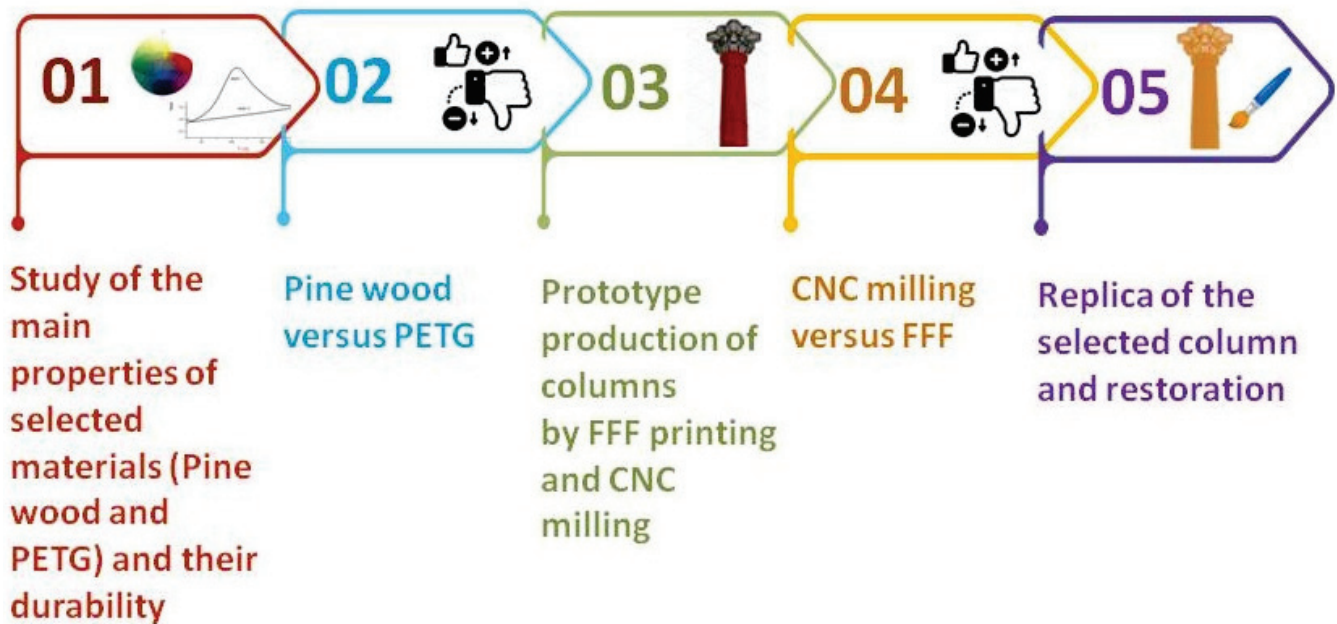 01
02
03
04
05
Study of the
main
properties of
selected
materials (Pine
wood and
PETG) and their
durability
Pine wood
versus PETG
Prototype
production of
columns
by FFF printing
and CNC
milling
CNC milling
versus FFF
Replica of the
selected column
and restoration